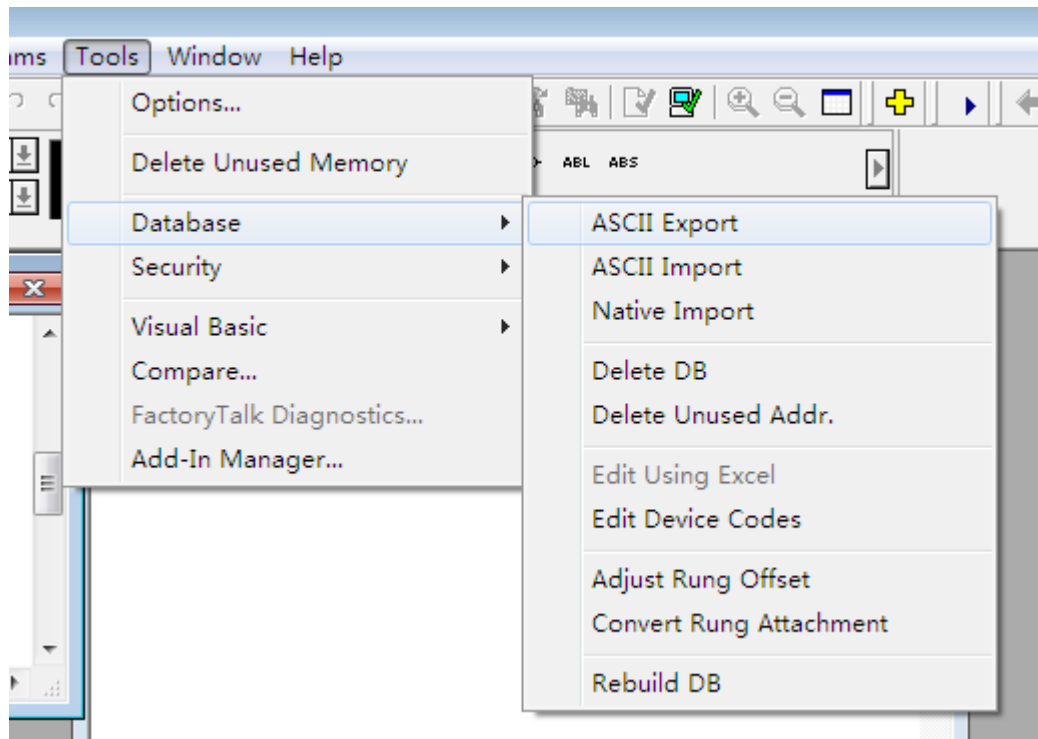 ms Tools Window Help
Options...
ABL ABS
Delete Unused Memory
Database
ASCII Export
Security
ASCII Import
Native Import
Visual Basic
Delete DB
Compare...
Delete Unused Addr.
FactoryTalk Diagnostics...
Add-In Manager...
Edit Using Excel
Edit Device Codes
Adjust Rung Offset
Convert Rung Attachment
Rebuild DB